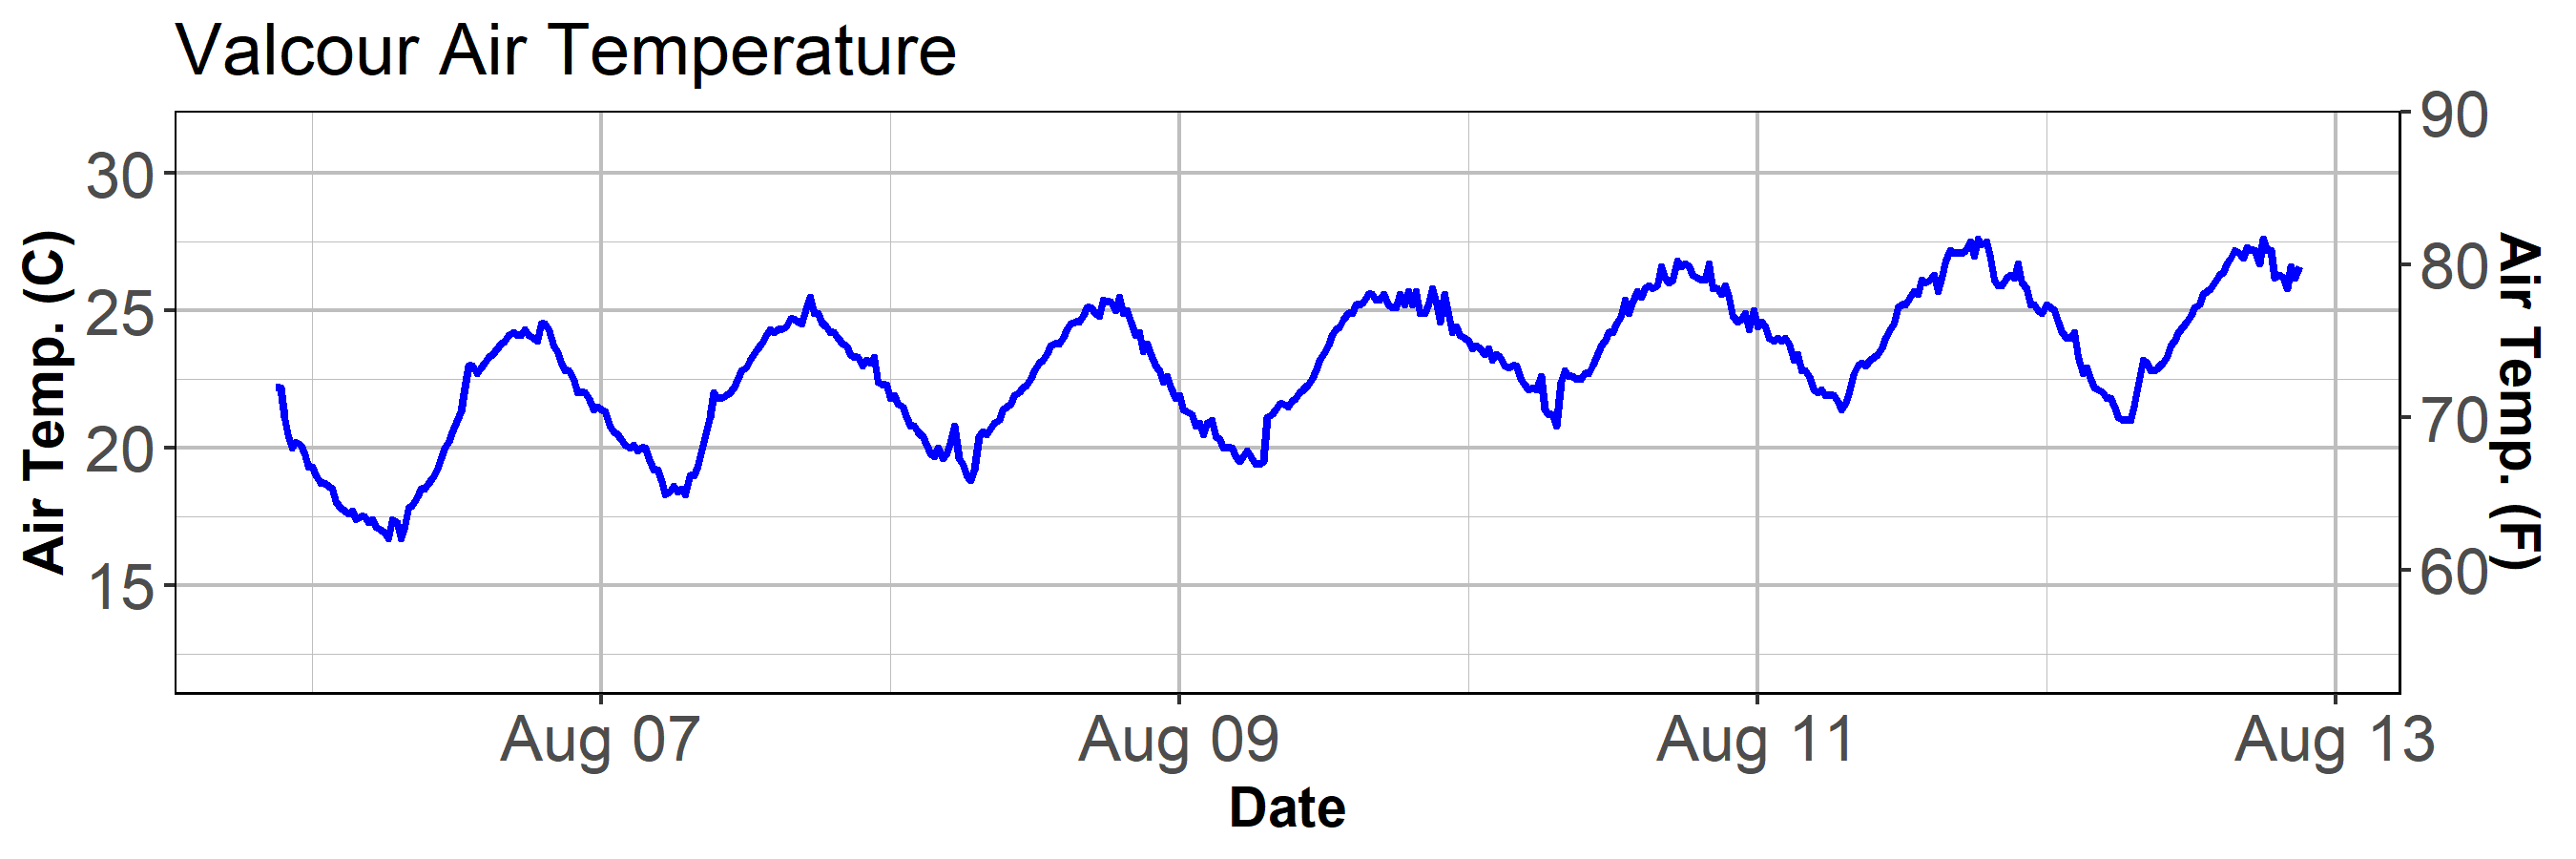 Valcour Air Temperature
Air Temp. (C)
30
25
20
15
90
80
70
60
Air Temp. (F)
Aug 07 Aug 09 Aug 11 Aug 13
Date